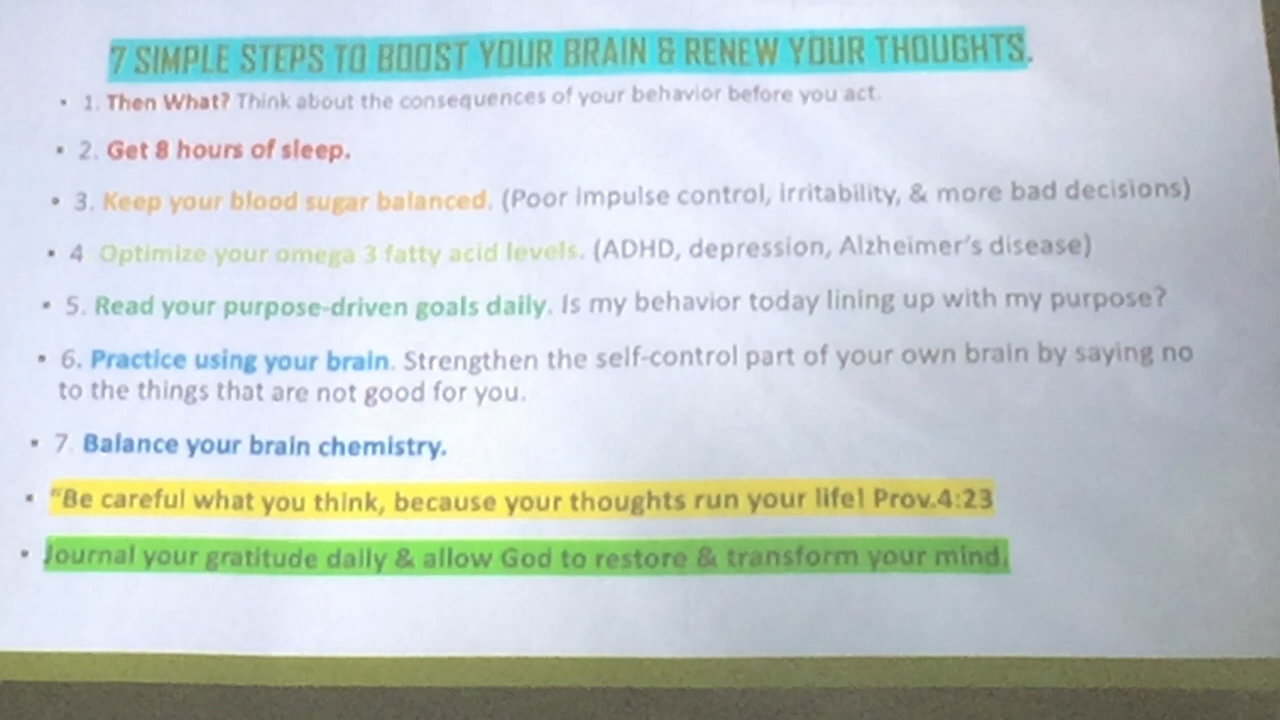 7 SIMPLE STEPS TO BOOST YOUR BRAIN & RENEW YOUR THOUGHTS.
• 1. Then What? Think about the consequences of your behavior before you act.
• 2. Get 8 hours of sleep.
• 3. Keep your blood sugar balanced. (Poor impulse control, irritability, & more bad decisions)
• 4. Optimize your omega 3 fatty acid levels. (ADHD, depression, Alzheimer's disease)
• 5. Read your purpose-driven goals daily. Is my behavior today lining up with my purpose?
• 6. Practice using your brain. Strengthen the self-control part of your own brain by saying no
to the things that are not good for you.
• 7. Balance your brain chemistry.
• "Be careful what you think, because your thoughts run your life! Prov.4:23
• Journal your gratitude daily & allow God to restore & transform your mind.